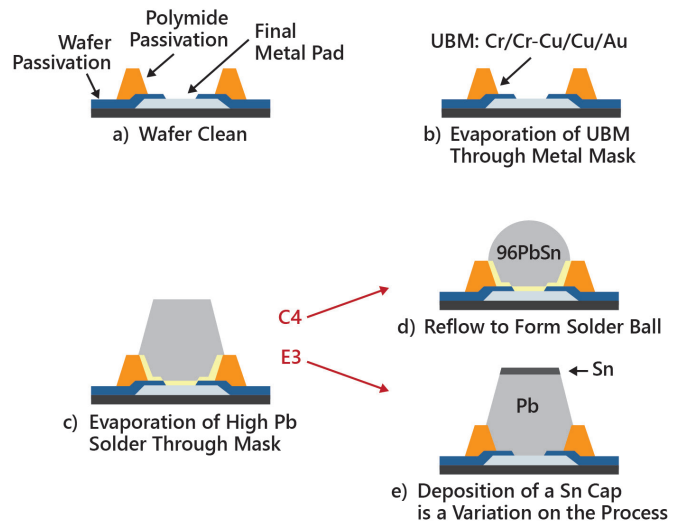 Wafer
Passivation
Polymide
Passivation
Final
Metal Pad
a) Wafer Clean
UBM: Cr/Cr-Cu/Cu/Au
b) Evaporation of UBM
Through Metal Mask
c) Evaporation of High Pb
Solder Through Mask
C4
E3
96PbSn
d) Reflow to Form Solder Ball
Sn
Pb
e) Deposition of a Sn Cap
is a Variation on the Process